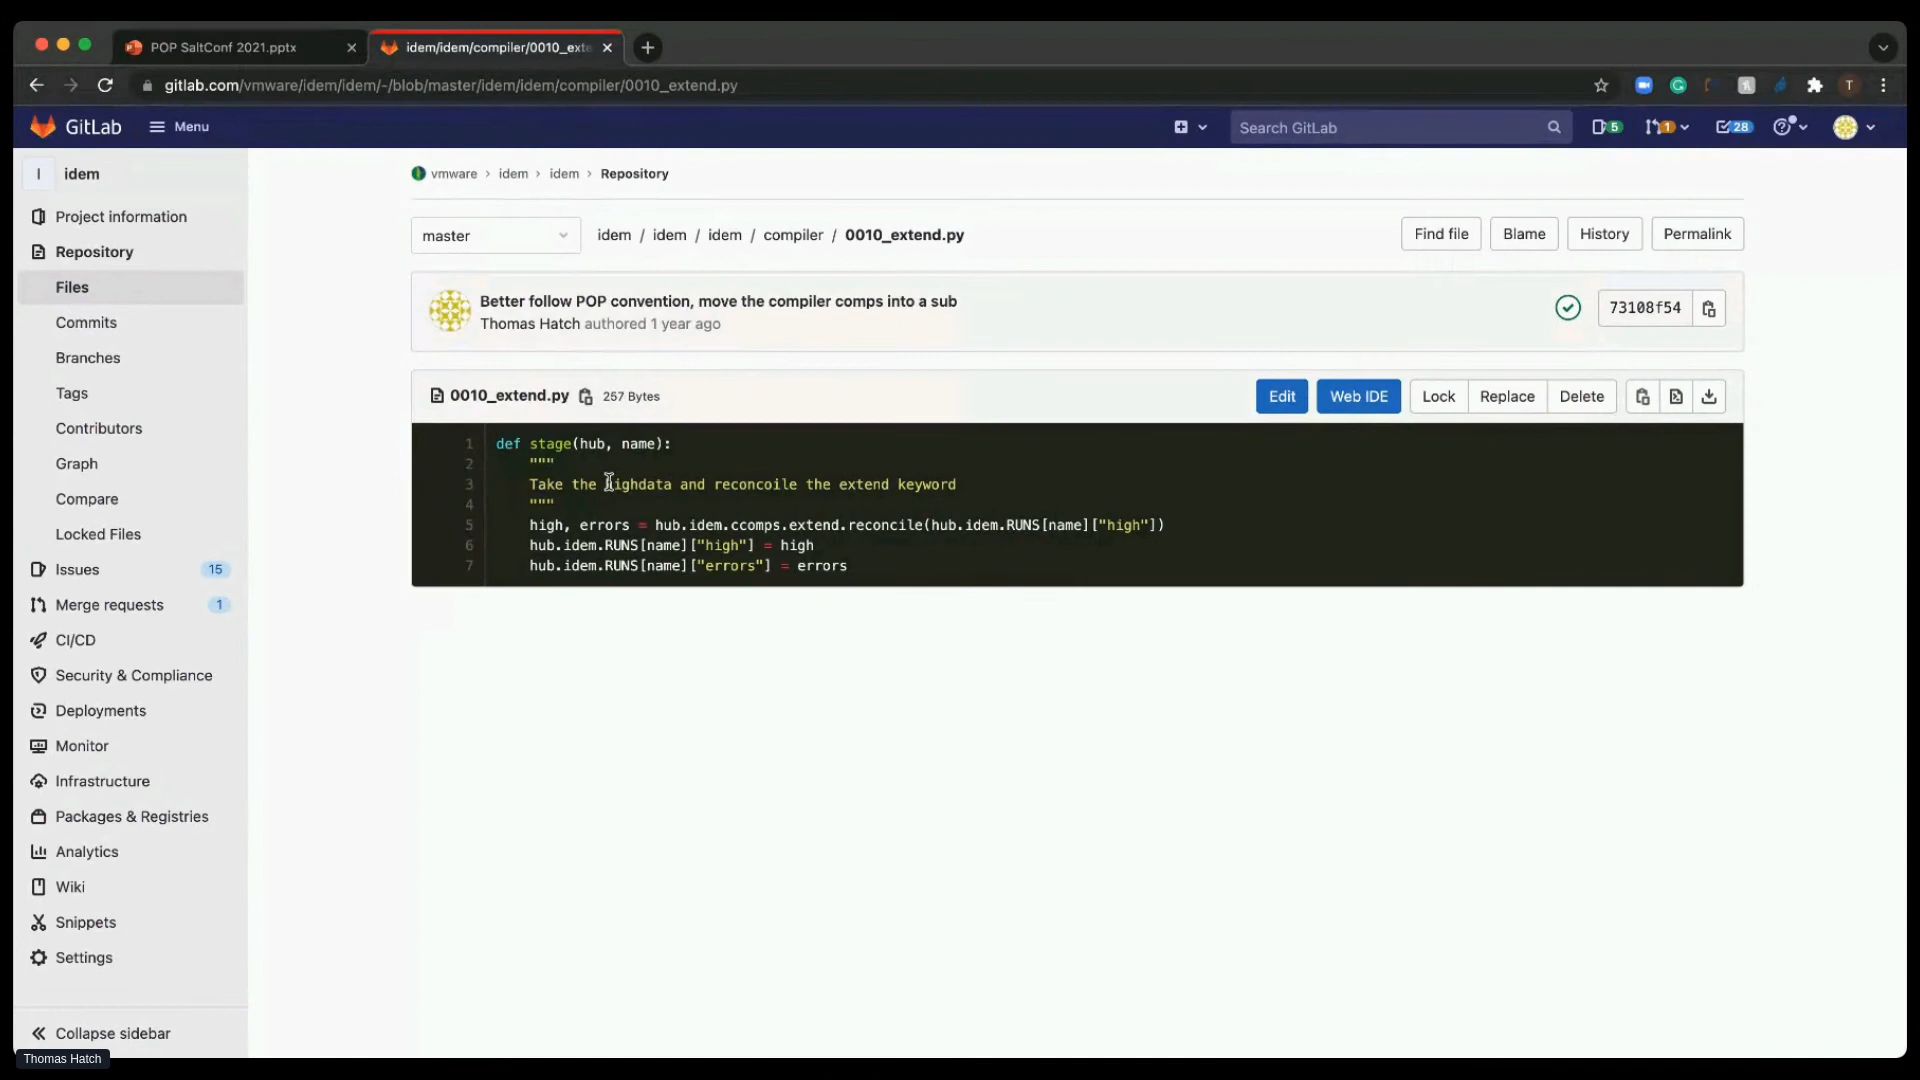 POP SaltConf 2021.pptx
idem/idem/compiler/0010_exte
gitlab.com/vmware/idem/idem/-/blob/master/idem/idem/compiler/0010_extend.py
T
GitLab
Menu
Search GitLab
5
1
28
I idem
Project information
Repository
Files
Commits
Branches
Tags
Contributors
Graph
Compare
Locked Files
Issues 15
Merge requests 1
CI/CD
Security & Compliance
Deployments
Monitor
Infrastructure
Packages & Registries
Analytics
Wiki
Snippets
Settings
Collapse sidebar
Thomas Hatch
vmware › idem › idem › Repository
master
idem / idem / idem / compiler / 0010_extend.py
Find file
Blame
History
Permalink
Better follow POP convention, move the compiler comps into a sub
Thomas Hatch authored 1 year ago
73108f54
0010_extend.py 257 Bytes
Edit
Web IDE
Lock
Replace
Delete
1 def stage(hub, name):
2 """
3 Take the highdata and reconcoile the extend keyword
4 """
5 high, errors = hub.idem.ccomps.extend.reconcile(hub.idem.RUNS[name]["high"])
6 hub.idem.RUNS[name]["high"] = high
7 hub.idem.RUNS[name]["errors"] = errors